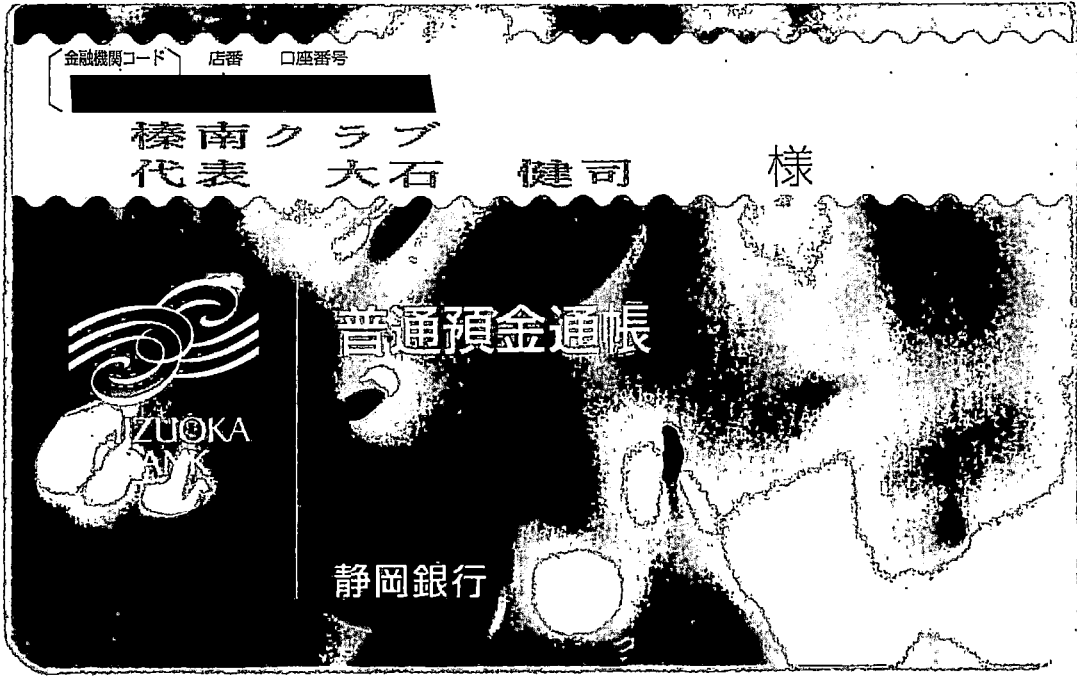 金融機関コード 店番 口座番号
榛南クラブ
代表 大石 健司 様
普通預金通帳
IZUOKA
BANK
静岡銀行